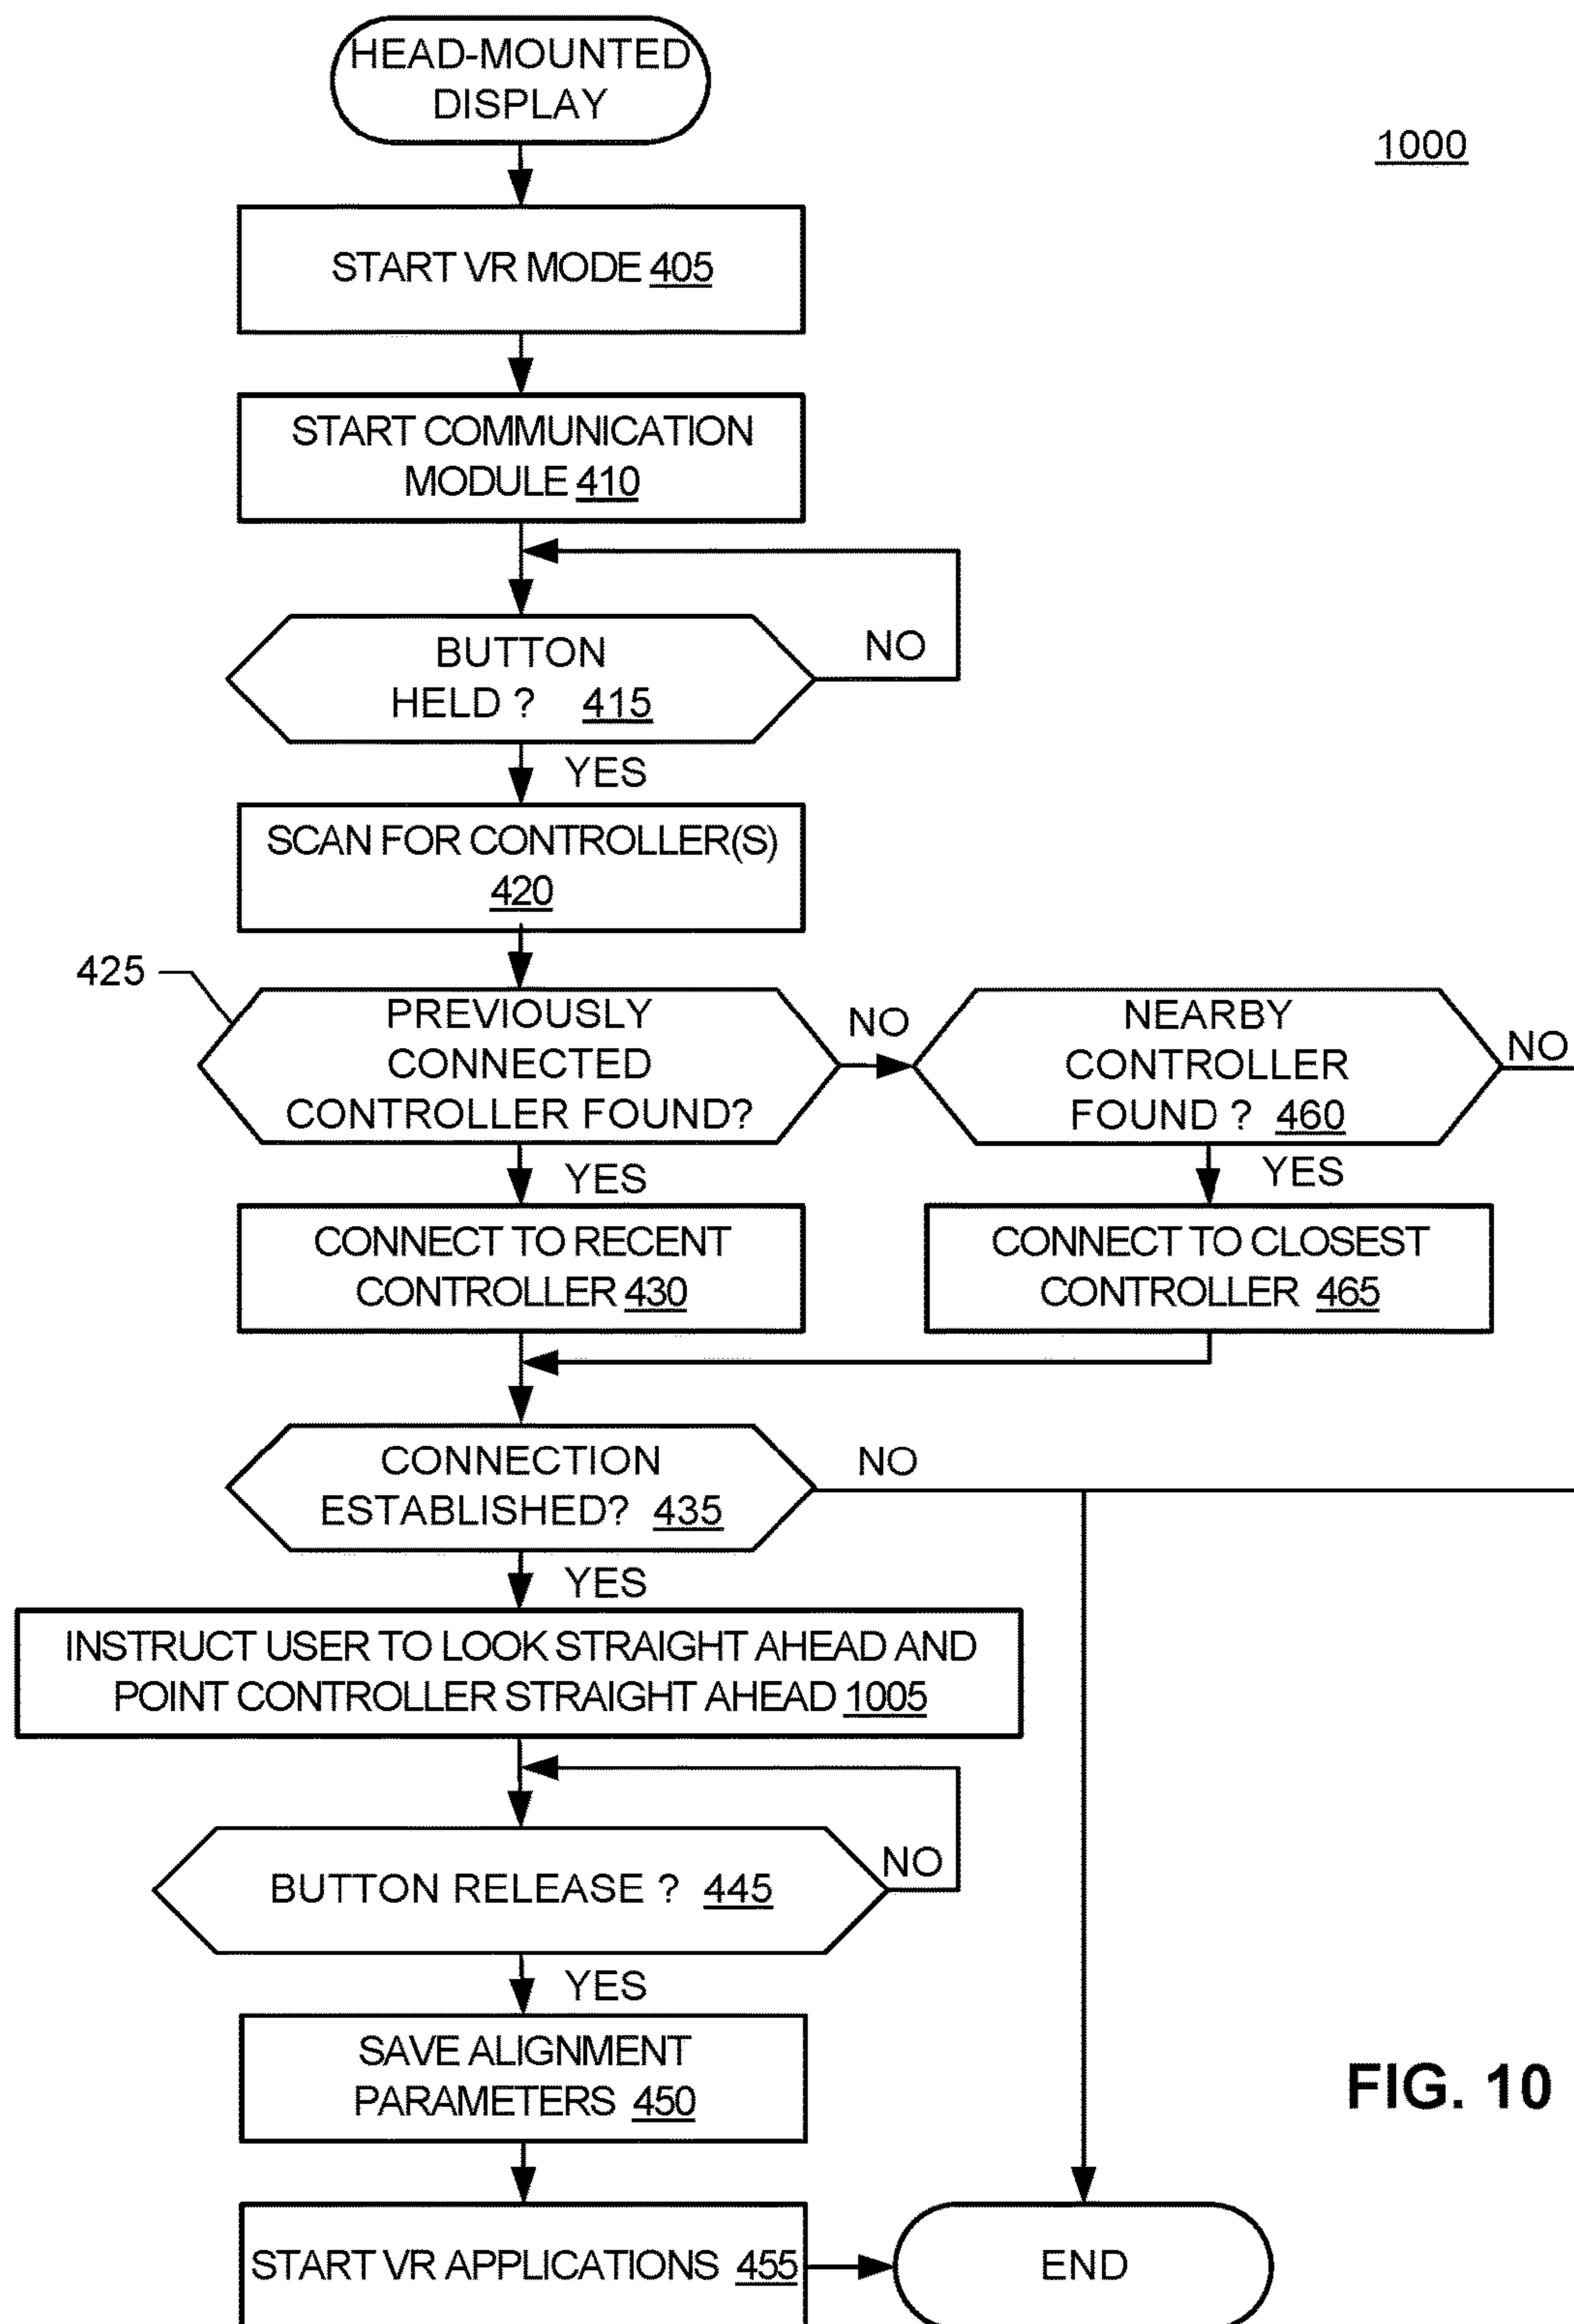 HEAD-MOUNTED
DISPLAY
1000
START VR MODE 405
START COMMUNICATION
MODULE 410
BUTTON
HELD ? 415
NO
YES
SCAN FOR CONTROLLER(S)
420
425
PREVIOUSLY
CONNECTED
CONTROLLER FOUND?
NO
NEARBY
CONTROLLER
FOUND ? 460
NO
YES
YES
CONNECT TO RECENT
CONTROLLER 430
CONNECT TO CLOSEST
CONTROLLER 465
CONNECTION
ESTABLISHED? 435
NO
YES
INSTRUCT USER TO LOOK STRAIGHT AHEAD AND
POINT CONTROLLER STRAIGHT AHEAD 1005
BUTTON RELEASE ? 445
NO
YES
SAVE ALIGNMENT
PARAMETERS 450
FIG. 10
START VR APPLICATIONS 455
END